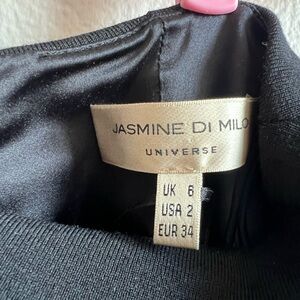 JASMINE DI MILO
UNIVERSE
UK 6
USA 2
EUR 34